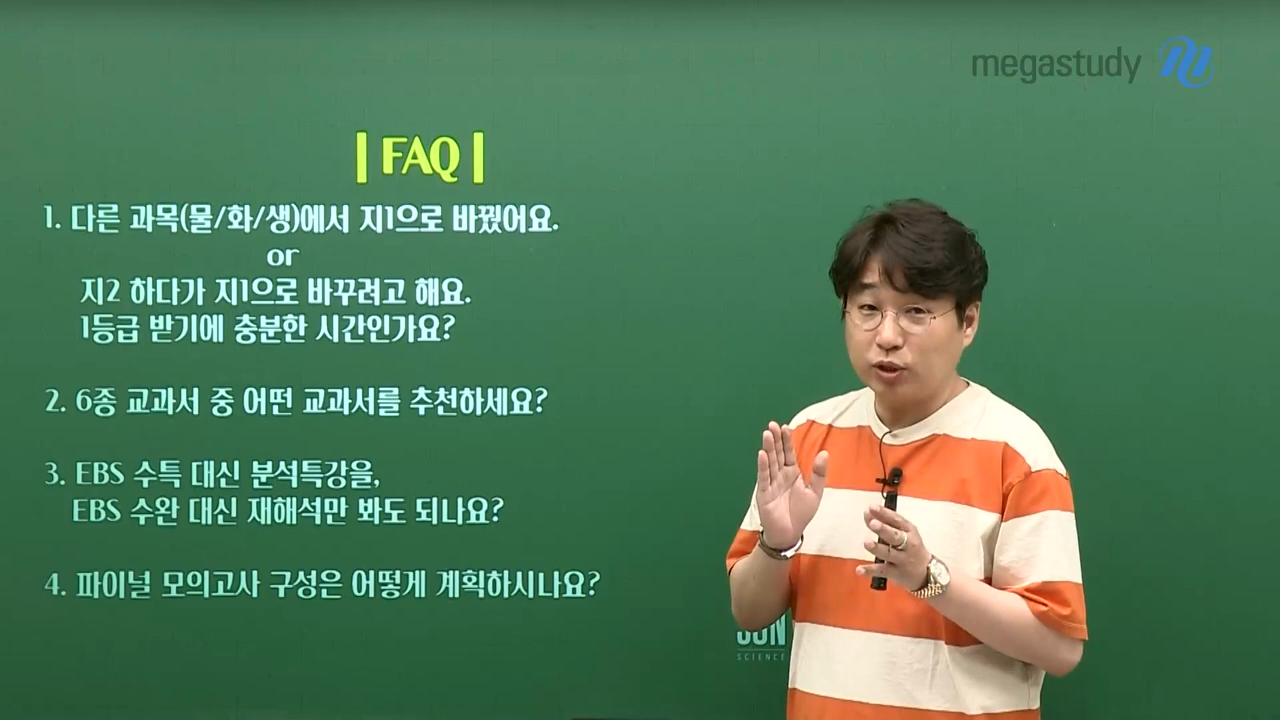 megastudy
| FAQ |
1. 다른 과목(물/화/생)에서 지1으로 바꿨어요.
or
지2 하다가 지1으로 바꾸려고 해요.
1등급 받기에 충분한 시간인가요?
2. 6종 교과서 중 어떤 교과서를 추천하세요?
3. EBS 수특 대신 분석특강을,
EBS 수완 대신 재해석만 봐도 되나요?
4. 파이널 모의고사 구성은 어떻게 계획하시나요?
SCIENCE